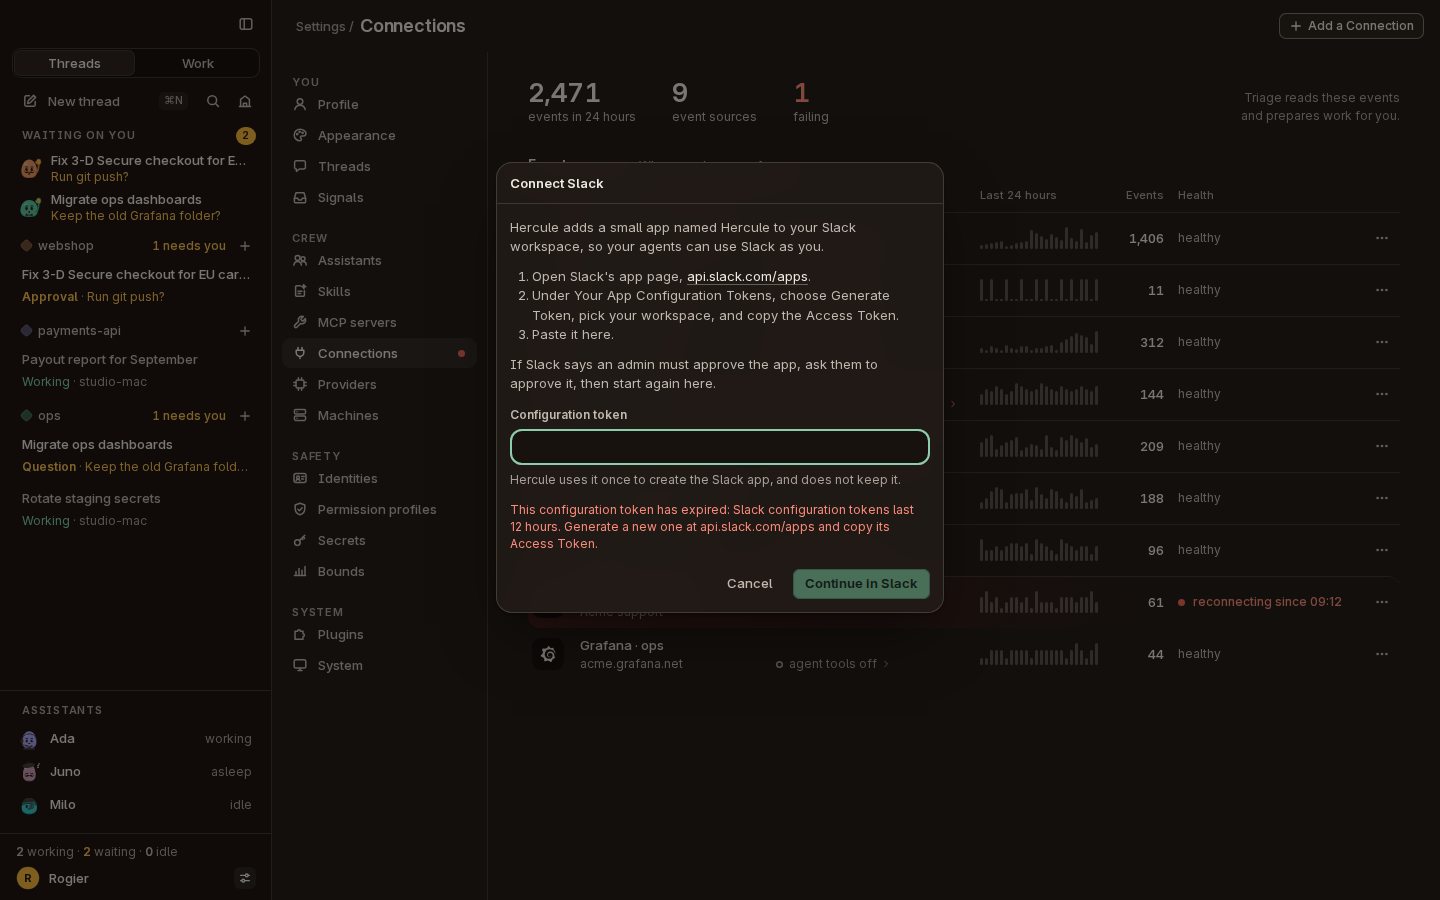 Threads
Work
New thread
⌘N
WAITING ON YOU
2
Fix 3-D Secure checkout for E...
Run git push?
Migrate ops dashboards
Keep the old Grafana folder?
webshop
1 needs you
Fix 3-D Secure checkout for EU car...
Approval · Run git push?
payments-api
Payout report for September
Working · studio-mac
ops
1 needs you
Migrate ops dashboards
Question · Keep the old Grafana fold...
Rotate staging secrets
Working · studio-mac
ASSISTANTS
Ada
working
Juno
asleep
Milo
idle
2 working · 2 waiting · 0 idle
R
Rogier
Settings / Connections
Add a Connection
YOU
Profile
Appearance
Threads
Signals
CREW
Assistants
Skills
MCP servers
Connections
Providers
Machines
SAFETY
Identities
Permission profiles
Secrets
Bounds
SYSTEM
Plugins
System
2,471
events in 24 hours
9
event sources
1
failing
Triage reads these events
and prepares work for you.
Last 24 hours
Events
Health
1,406
healthy
11
healthy
312
healthy
144
healthy
209
healthy
188
healthy
96
healthy
61
reconnecting since 09:12
Acme support
Grafana · ops
acme.grafana.net
agent tools off
44
healthy
Connect Slack
Hercule adds a small app named Hercule to your Slack
workspace, so your agents can use Slack as you.
1. Open Slack's app page, api.slack.com/apps.
2. Under Your App Configuration Tokens, choose Generate
Token, pick your workspace, and copy the Access Token.
3. Paste it here.
If Slack says an admin must approve the app, ask them to
approve it, then start again here.
Configuration token
Hercule uses it once to create the Slack app, and does not keep it.
This configuration token has expired: Slack configuration tokens last
12 hours. Generate a new one at api.slack.com/apps and copy its
Access Token.
Cancel
Continue in Slack